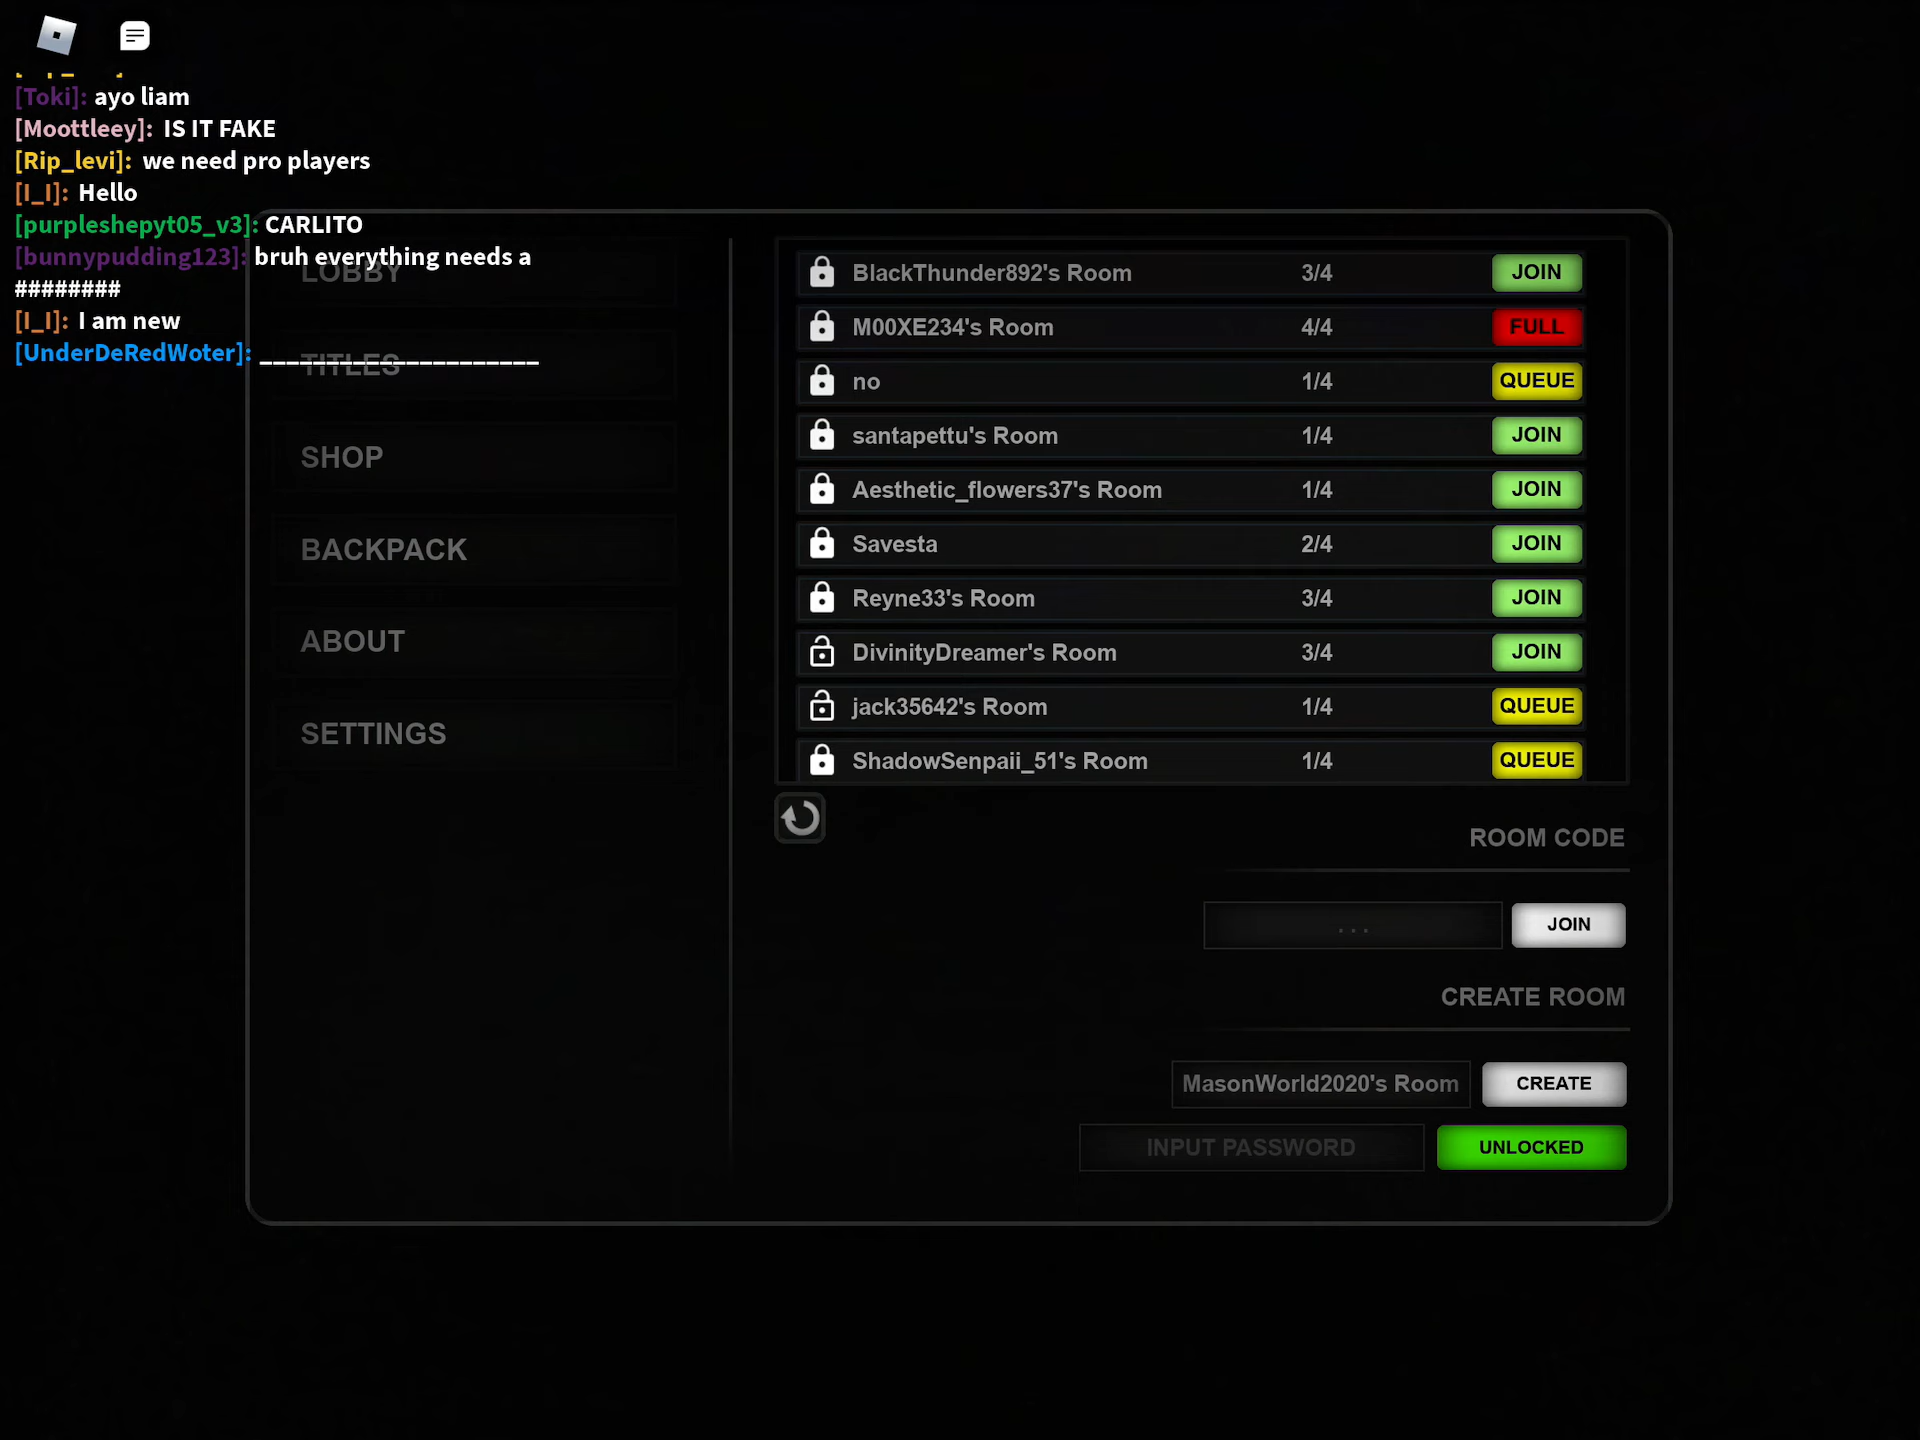 [Toki]: ayo liam
[Moottleey]: IS IT FAKE
[Rip_levi]: we need pro players
[I_I]: Hello
[purpleshepyt05_v3]: CARLITO
[bunnypudding123]: bruh everything needs a
########
[I_I]: I am new
[UnderDeRedWoter]: _____________________
LOBBY
TITLES
SHOP
BACKPACK
ABOUT
SETTINGS
BlackThunder892's Room 3/4 JOIN
M00XE234's Room 4/4 FULL
no 1/4 QUEUE
santapettu's Room 1/4 JOIN
Aesthetic_flowers37's Room 1/4 JOIN
Savesta 2/4 JOIN
Reyne33's Room 3/4 JOIN
DivinityDreamer's Room 3/4 JOIN
jack35642's Room 1/4 QUEUE
ShadowSenpaii_51's Room 1/4 QUEUE
ROOM CODE
... JOIN
CREATE ROOM
MasonWorld2020's Room CREATE
INPUT PASSWORD UNLOCKED